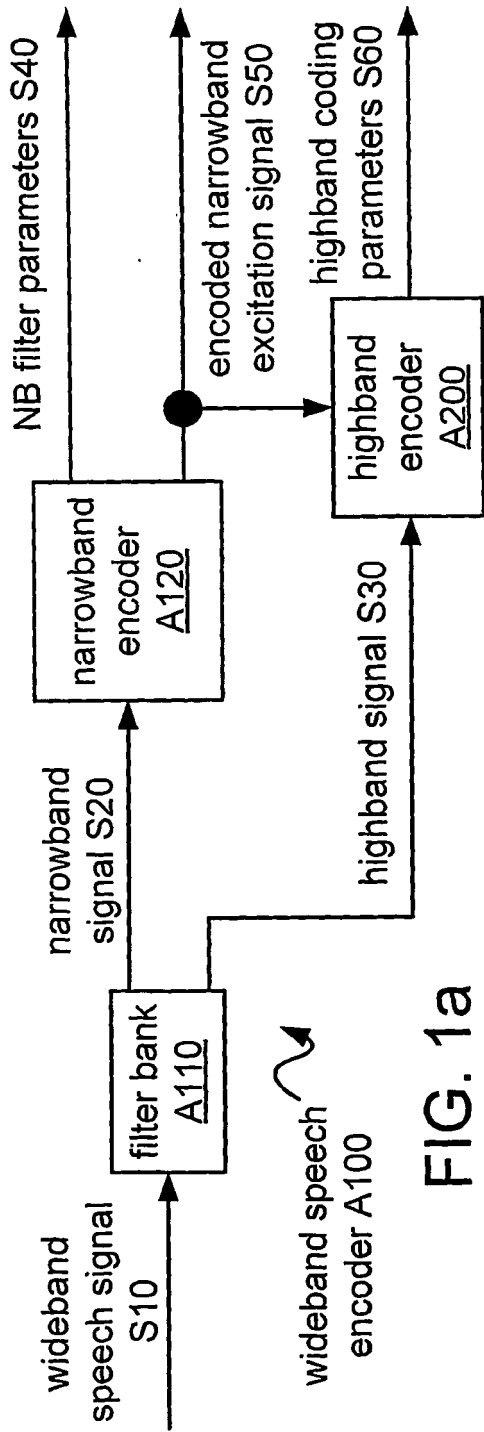 wideband
speech signal
S10
filter bank
A110
narrowband
signal S20
narrowband
encoder
A120
NB filter parameters S40
encoded narrowband
excitation signal S50
highband signal S30
highband
encoder
A200
highband coding
parameters S60
wideband speech
encoder A100
FIG. 1a